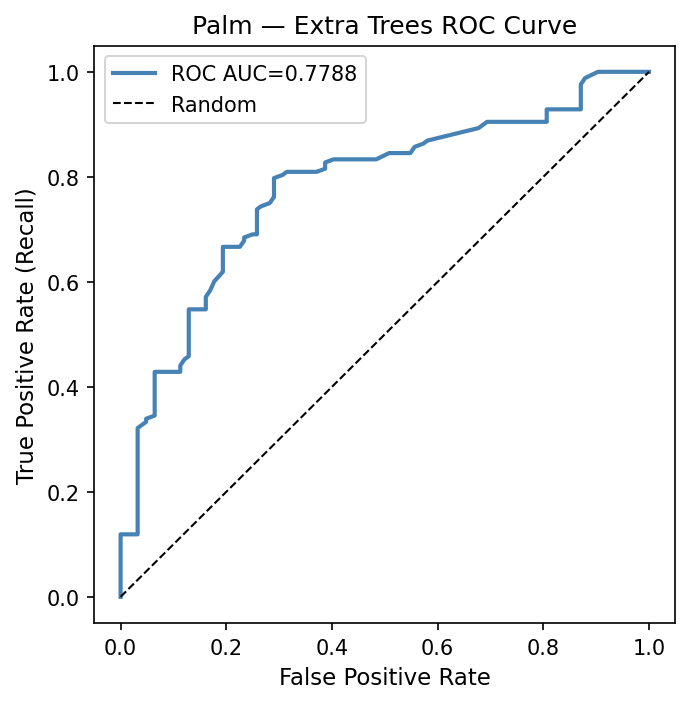 Palm — Extra Trees ROC Curve
ROC AUC=0.7788
Random
True Positive Rate (Recall)
1.0
0.8
0.6
0.4
0.2
0.0
0.0 0.2 0.4 0.6 0.8 1.0
False Positive Rate